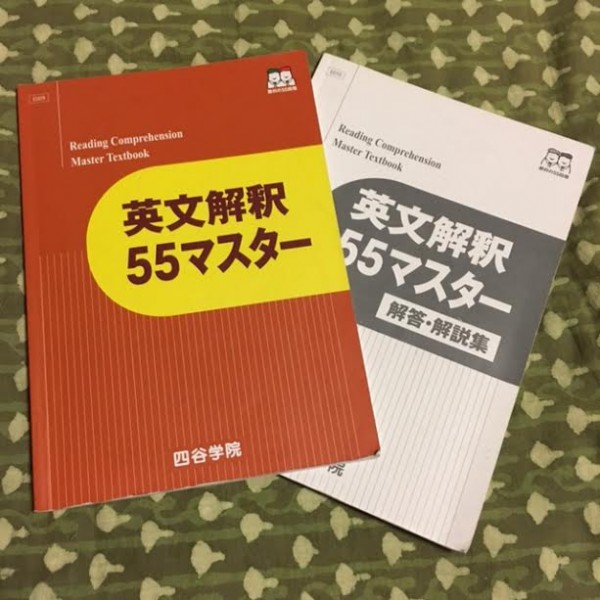 Reading Comprehension
Master Textbook
英文解釈
55マスター
四谷学院
Reading Comprehension
Master Textbook
英文解釈
55マスター
解答・解説集
院